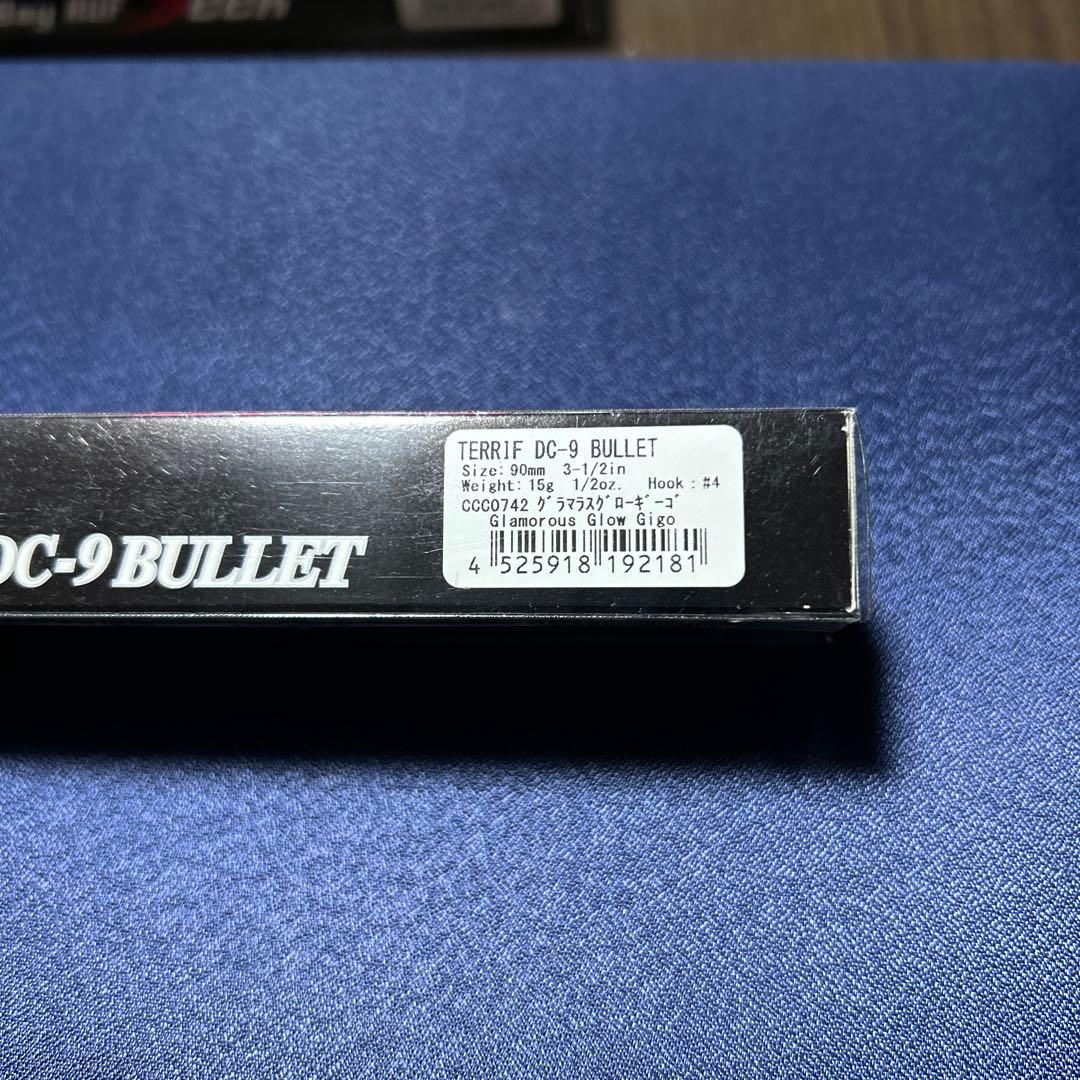 TERRIF DC-9 BULLET
Size: 90mm 3-1/2in
Weight: 15g 1/2oz. Hook : #4
CCC0742 ｸﾞﾗﾏﾗｽｸﾞﾛｰｷﾞｰｺﾞ
Glamorous Glow Gigo
4 525918 192181
DC-9 BULLET